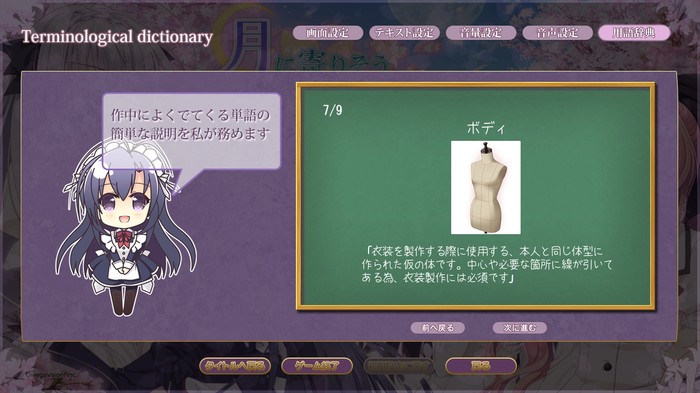 Terminological dictionary
画面設定
テキスト設定
音量設定
音声設定
用語辞典
月に寄りそう
作中によくでてくる単語の
簡単な説明を私が務めます
7/9
ボディ
「衣装を製作する際に使用する、本人と同じ体型に
作られた仮の体です。中心や必要な箇所に線が引いて
ある為、衣装製作には必須です」
前へ戻る
次に進む
タイトルへ戻る
ゲーム終了
戻る